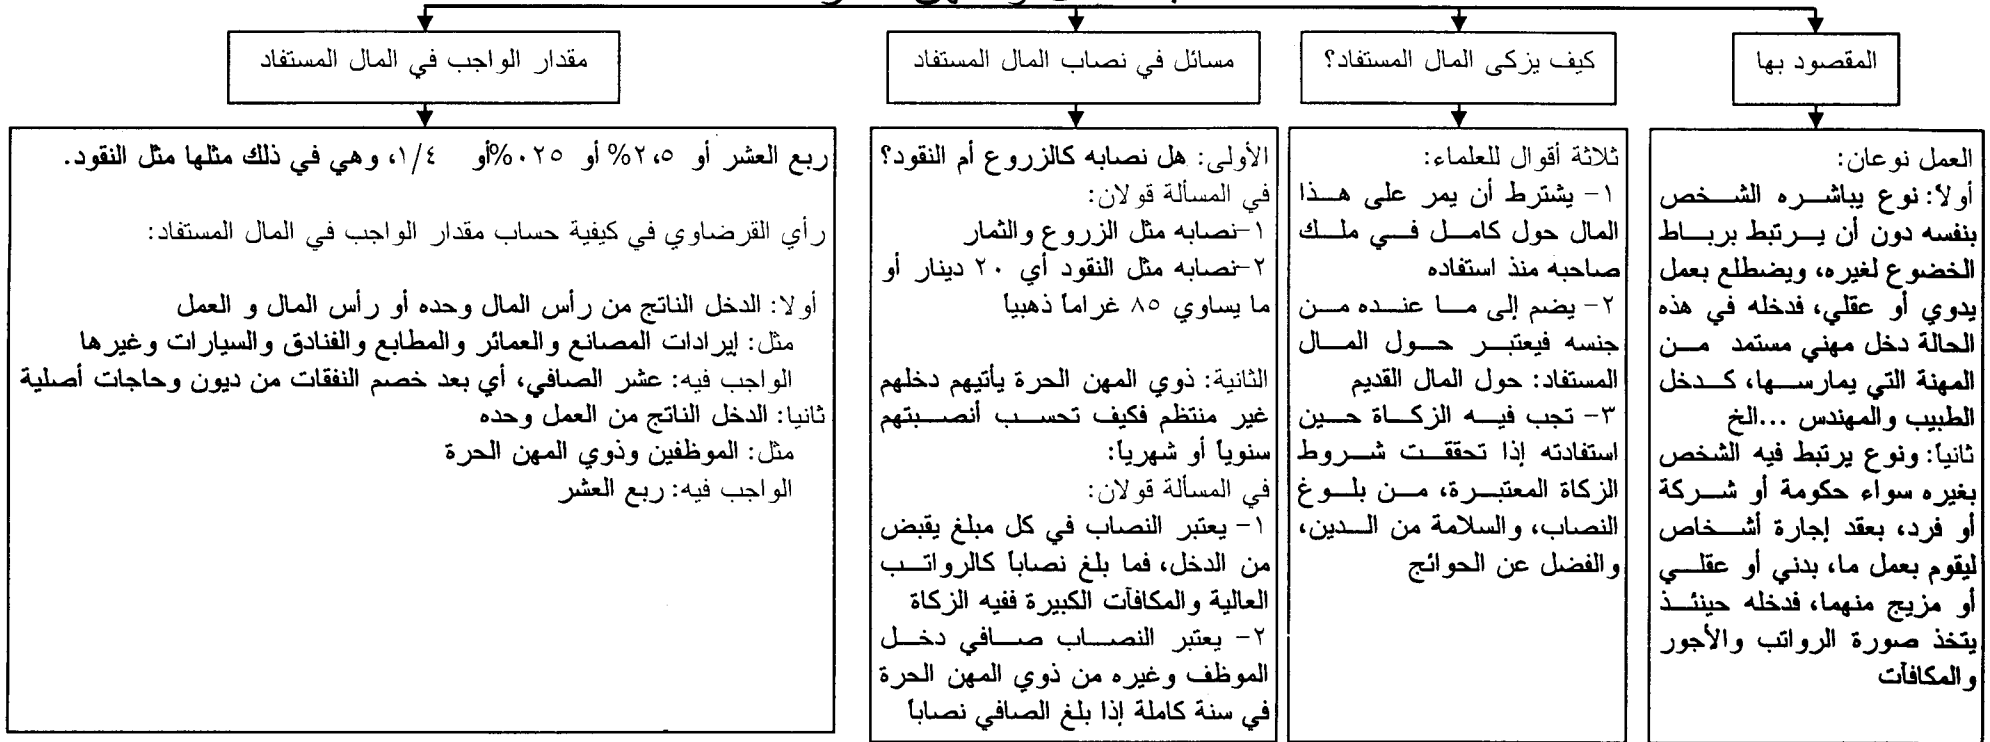 المقصود بها
كيف يزكى المال المستفاد؟
مسائل في نصاب المال المستفاد
مقدار الواجب في المال المستفاد
العمل نوعان:
أولاً: نوع يباشره الشخص
بنفسه دون أن يرتبط برباط
الخضوع لغيره، ويضطلع بعمل
يدوي أو عقلي، فدخله في هذه
الحالة دخل مهني مستمد من
المهنة التي يمارسها، كدخل
الطبيب والمهندس ...الخ
ثانياً: ونوع يرتبط فيه الشخص
بغيره سواء حكومة أو شركة
أو فرد، بعقد إجارة أشخاص
ليقوم بعمل ما، بدني أو عقلي
أو مزيج منهما، فدخله حينئذ
يتخذ صورة الرواتب والأجور
والمكافآت
ثلاثة أقوال للعلماء:
١- يشترط أن يمر على هذا
المال حول كامل في ملك
صاحبه منذ استفاده
٢- يضم إلى ما عنده من
جنسه فيعتبر حول المال
المستفاد: حول المال القديم
٣- تجب فيه الزكاة حين
استفادته إذا تحققت شروط
الزكاة المعتبرة، من بلوغ
النصاب، والسلامة من الدين،
والفضل عن الحوائج
الأولى: هل نصابه كالزروع أم النقود؟
في المسألة قولان:
١-نصابه مثل الزروع والثمار
٢-نصابه مثل النقود أي ٢٠ دينار أو
ما يساوي ٨٥ غراماً ذهبياً
الثانية: ذوي المهن الحرة يأتيهم دخلهم
غير منتظم فكيف تحسب أنصبتهم
سنوياً أو شهرياً:
في المسألة قولان:
١- يعتبر النصاب في كل مبلغ يقبض
من الدخل، فما بلغ نصاباً كالرواتب
العالية والمكافآت الكبيرة ففيه الزكاة
٢- يعتبر النصاب صافي دخل
الموظف وغيره من ذوي المهن الحرة
في سنة كاملة إذا بلغ الصافي نصاباً
ربع العشر أو ٢،٥% أو ٠.٢٥%أو ١/٤، وهي في ذلك مثلها مثل النقود.
رأي القرضاوي في كيفية حساب مقدار الواجب في المال المستفاد:
أولا: الدخل الناتج من رأس المال وحده أو رأس المال و العمل
مثل: إيرادات المصانع والعمائر والمطابع والفنادق والسيارات وغيرها
الواجب فيه: عشر الصافي، أي بعد خصم النفقات من ديون وحاجات أصلية
ثانيا: الدخل الناتج من العمل وحده
مثل: الموظفين وذوي المهن الحرة
الواجب فيه: ربع العشر